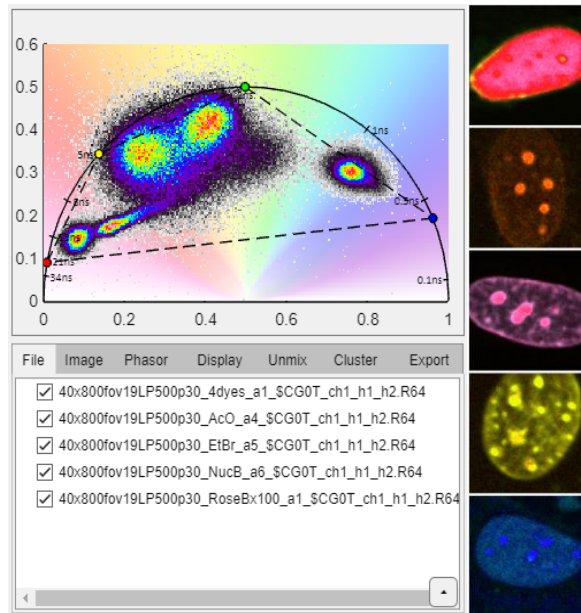 0.6
0.5
0.4
0.3
0.2
0.1
0
1ns
5ns
8ns
0.5ns
21ns
34ns
0.1ns
0 0.2 0.4 0.6 0.8 1
File Image Phasor Display Unmix Cluster Export
40x800fov19LP500p30_4dyes_a1_$CG0T_ch1_h1_h2.R64
40x800fov19LP500p30_AcO_a4_$CG0T_ch1_h1_h2.R64
40x800fov19LP500p30_EtBr_a5_$CG0T_ch1_h1_h2.R64
40x800fov19LP500p30_NucB_a6_$CG0T_ch1_h1_h2.R64
40x800fov19LP500p30_RoseBx100_a1_$CG0T_ch1_h1_h2.R64